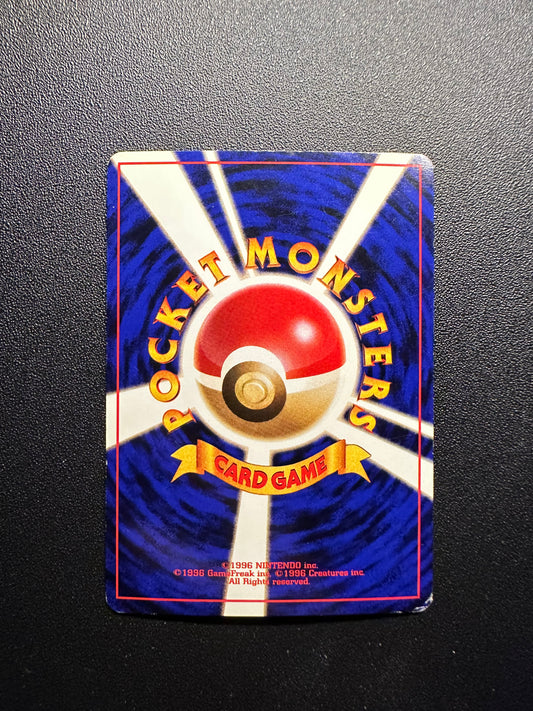 POCKET MONSTERS
CARD GAME
©1996 NINTENDO inc.
©1996 GameFreak inc. ©1996 Creatures inc.
All Rights reserved.